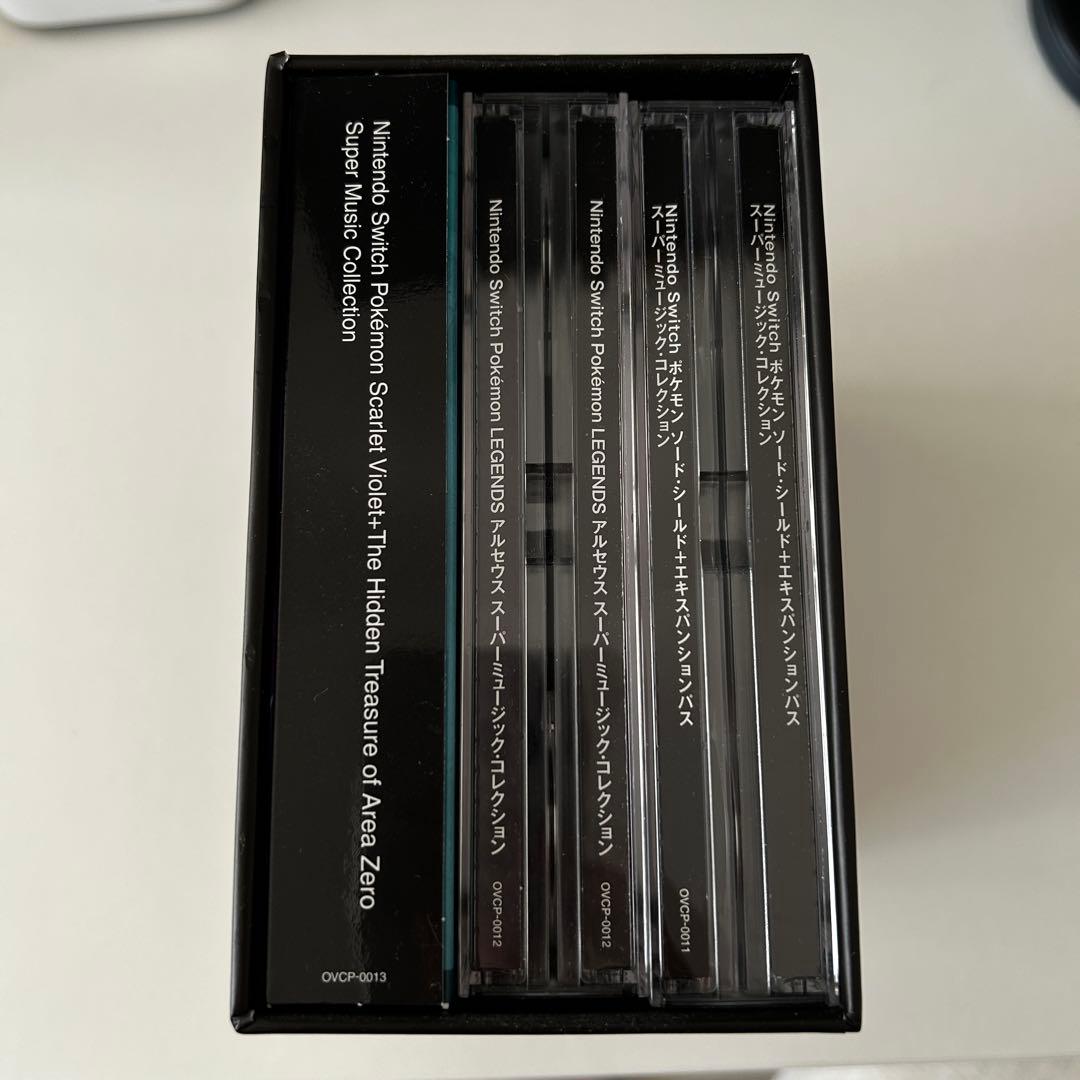 Nintendo Switch Pokémon Scarlet Violet+The Hidden Treasure of Area Zero
Super Music Collection
OVCP-0013
Nintendo Switch Pokémon LEGENDS アルセウス スーパーミュージック・コレクション
OVCP-0012
Nintendo Switch Pokémon LEGENDS アルセウス スーパーミュージック・コレクション
OVCP-0012
Nintendo Switch ポケモン ソード・シールド+エキスパンションパス
スーパーミュージック・コレクション
OVCP-0011
Nintendo Switch ポケモン ソード・シールド+エキスパンションパス
スーパーミュージック・コレクション